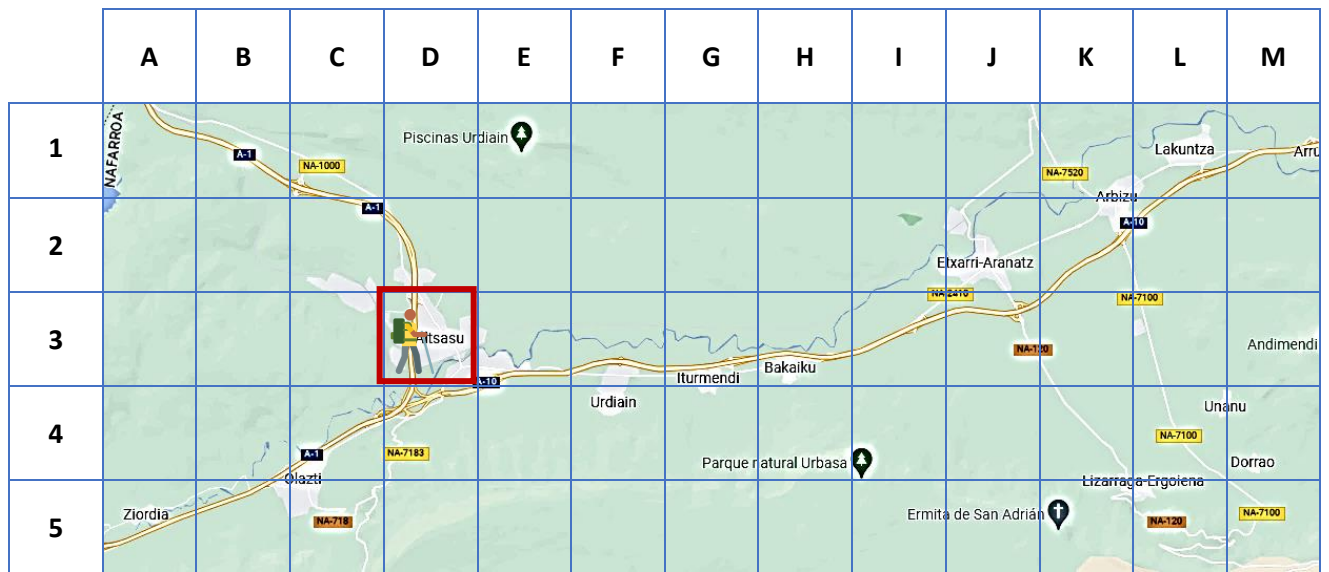 A B C D E F G H I J K L M
1
NAFARROA
Piscinas Urdiain
A-1
NA-1000
NA-7520
Lakuntza
Arru
Arbizu
2
A-1
A-10
Etxarri-Aranatz
3
NA-2410
NA-7100
Altsasu
NA-120
Andimendi
A-10
Iturmendi
Bakaiku
4
Urdiain
Unanu
A-1
NA-7183
NA-7100
Parque natural Urbasa
Dorrao
Olazti
Lizarraga-Ergoiena
5
Ziordia
NA-718
Ermita de San Adrián
NA-120
NA-7100